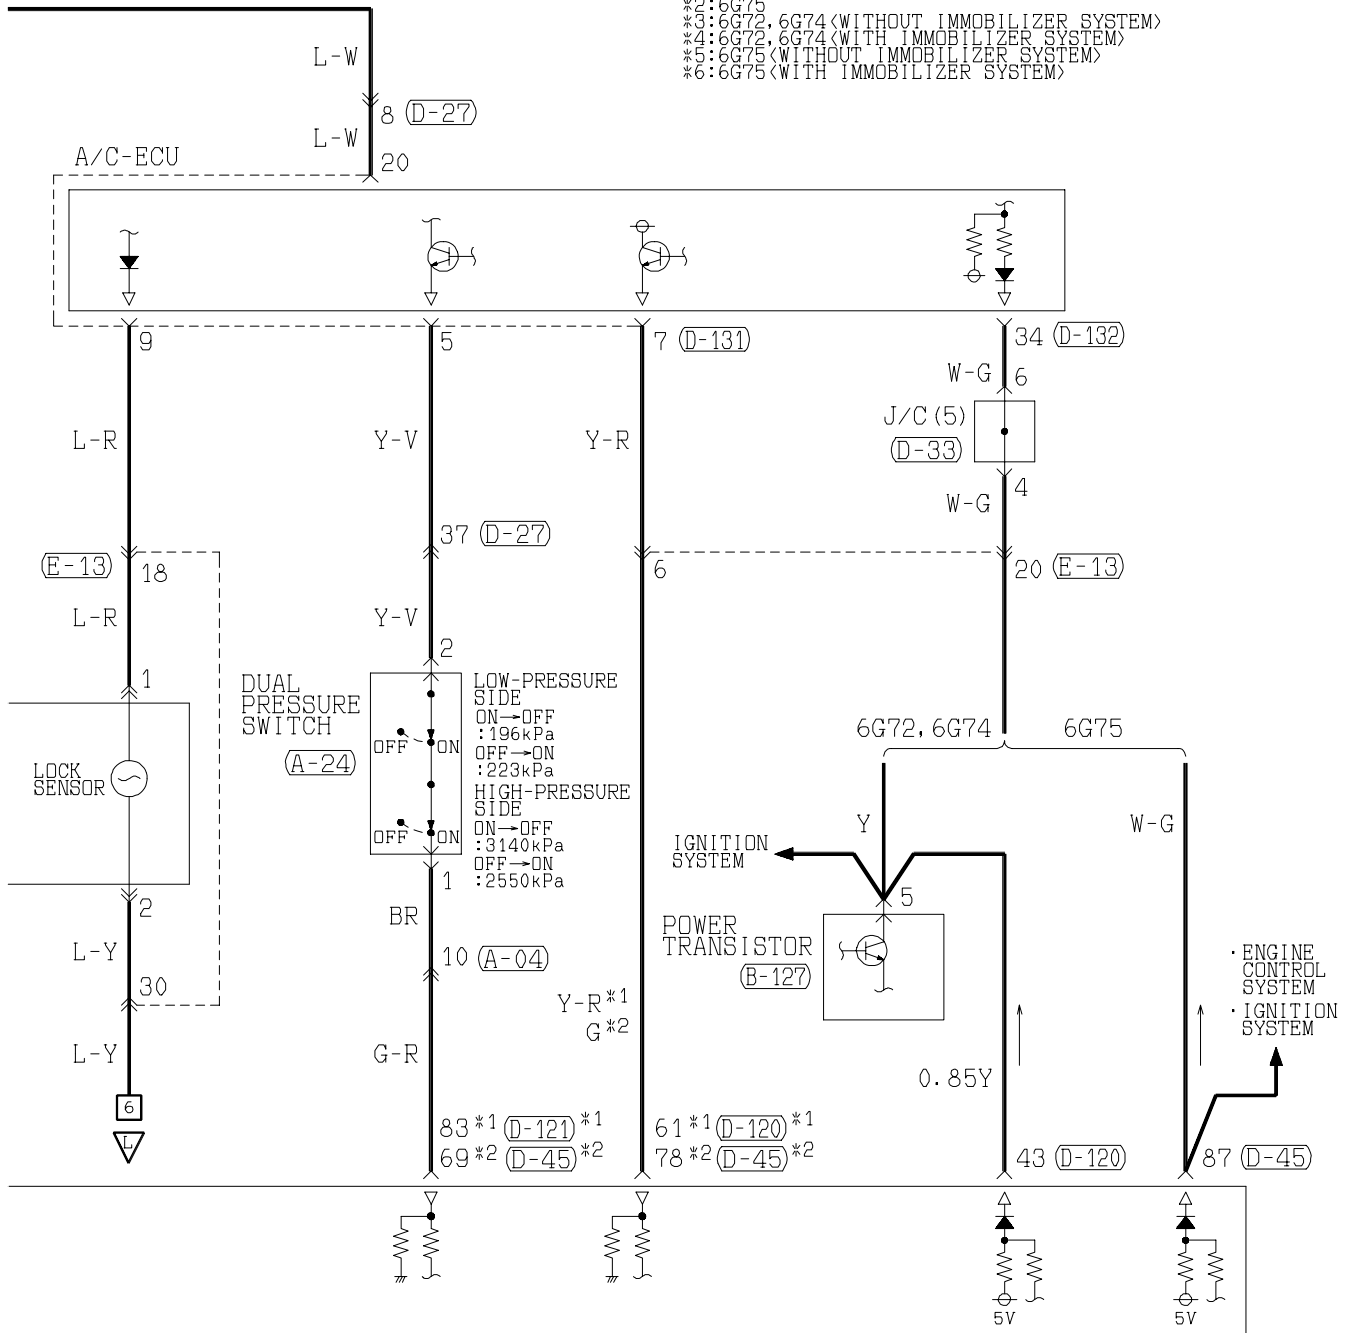 *2:6G75
*3:6G72,6G74<WITHOUT IMMOBILIZER SYSTEM>
*4:6G72,6G74<WITH IMMOBILIZER SYSTEM>
*5:6G75<WITHOUT IMMOBILIZER SYSTEM>
*6:6G75<WITH IMMOBILIZER SYSTEM>
L-W
8 D-27
L-W
20
A/C-ECU
9
5
7 D-131
34 D-132
W-G 6
J/C(5)
D-33
4
W-G
L-R
Y-V
Y-R
37 D-27
E-13
18
6
20 E-13
L-R
Y-V
1
2
DUAL
PRESSURE
SWITCH
A-24
OFF ON
OFF ON
LOW-PRESSURE
SIDE
ON→OFF
:196kPa
OFF→ON
:223kPa
HIGH-PRESSURE
SIDE
ON→OFF
:3140kPa
OFF→ON
:2550kPa
LOCK
SENSOR
6G72,6G74
6G75
Y
W-G
IGNITION
SYSTEM
5
POWER
TRANSISTOR
B-127
2
L-Y
30
L-Y
6
L
1
BR
10 A-04
G-R
Y-R*1
G*2
0.85Y
·ENGINE
CONTROL
SYSTEM
·IGNITION
SYSTEM
83*1 D-121*1
69*2 D-45*2
61*1 D-120*1
78*2 D-45*2
43 D-120
87 D-45
5V
5V